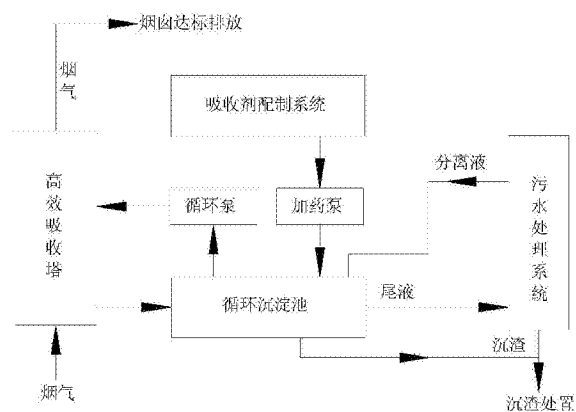 烟囱达标排放
烟气
吸收剂配制系统
分离液
高效吸收塔
循环泵
加药泵
污水处理系统
循环沉淀池
尾液
沉渣
烟气
沉渣处置